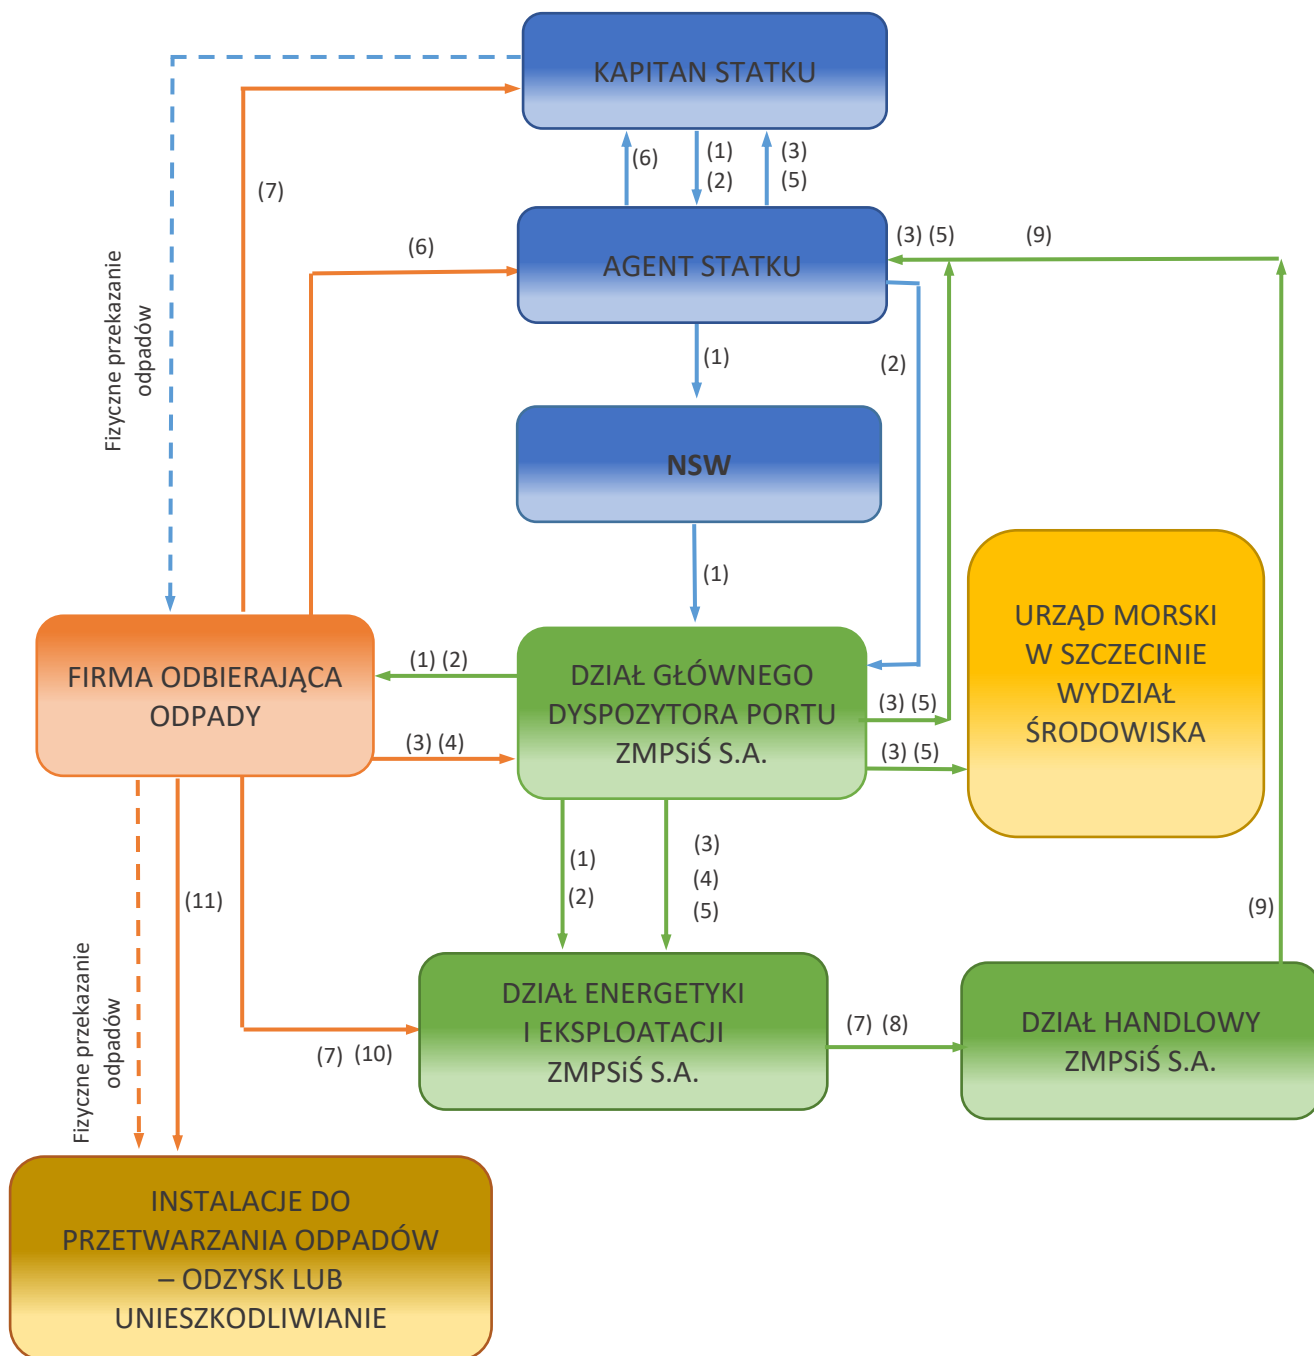 KAPITAN STATKU
(6)
(1)
(2)
(3)
(5)
(7)
(6)
AGENT STATKU
(3) (5)
(9)
Fizyczne przekazanie
odpadów
(1)
(2)
NSW
(1)
FIRMA ODBIERAJĄCA
ODPADY
(1) (2)
(3) (4)
DZIAŁ GŁÓWNEGO
DYSPOZYTORA PORTU
ZMPSiŚ S.A.
(3) (5)
(3) (5)
URZĄD MORSKI
W SZCZECINIE
WYDZIAŁ
ŚRODOWISKA
(1)
(2)
(3)
(4)
(5)
(11)
(9)
Fizyczne przekazanie
odpadów
(7) (10)
DZIAŁ ENERGETYKI
I EKSPLOATACJI
ZMPSiŚ S.A.
(7) (8)
DZIAŁ HANDLOWY
ZMPSiŚ S.A.
INSTALACJE DO
PRZETWARZANIA ODPADÓW
– ODZYSK LUB
UNIESZKODLIWIANIE